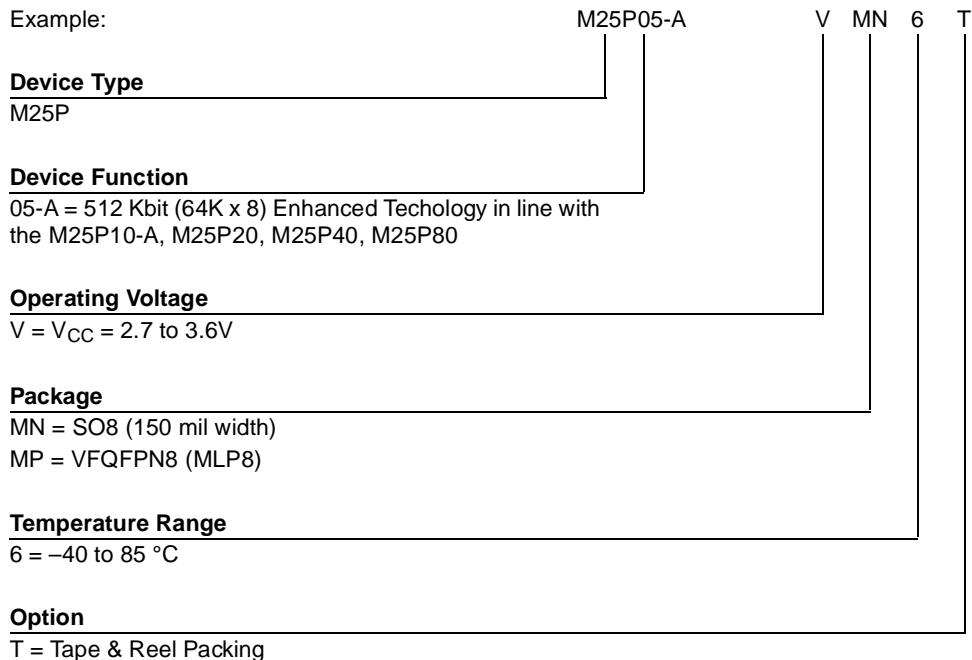 Example: M25P05-A V MN 6 T
Device Type
M25P
Device Function
05-A = 512 Kbit (64K x 8) Enhanced Techology in line with
the M25P10-A, M25P20, M25P40, M25P80
Operating Voltage
V = VCC = 2.7 to 3.6V
Package
MN = SO8 (150 mil width)
MP = VFQFPN8 (MLP8)
Temperature Range
6 = –40 to 85 °C
Option
T = Tape & Reel Packing